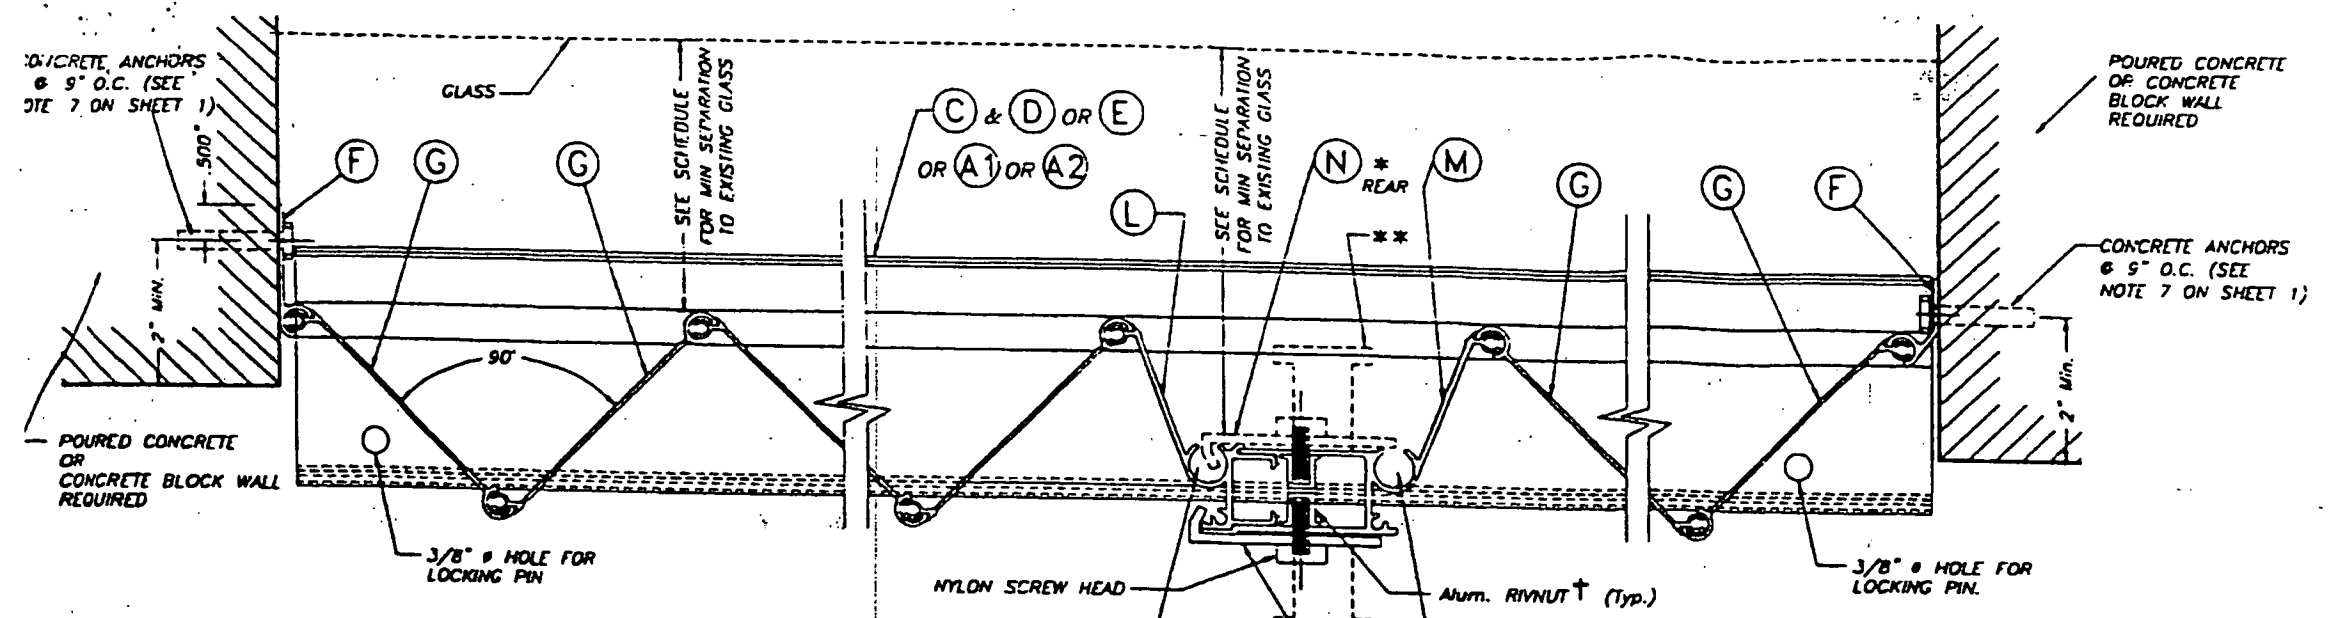 CONCRETE ANCHORS
@ 9" O.C. (SEE
NOTE 7 ON SHEET 1)
.500"
2" MIN.
F
G
G
GLASS
SEE SCHEDULE
FOR MIN SEPARATION
TO EXISTING GLASS
C & D OR E
OR A1 OR A2
L
SEE SCHEDULE
FOR MIN SEPARATION
TO EXISTING GLASS
N *
REAR
M
**
G
G
F
POURED CONCRETE
OR CONCRETE
BLOCK WALL
REQUIRED
CONCRETE ANCHORS
@ 9" O.C. (SEE
NOTE 7 ON SHEET 1)
2" Min.
90°
POURED CONCRETE
OR
CONCRETE BLOCK WALL
REQUIRED
3/8" ø HOLE FOR
LOCKING PIN
NYLON SCREW HEAD
Alum. RIVNUT † (Typ.)
3/8" ø HOLE FOR
LOCKING PIN.